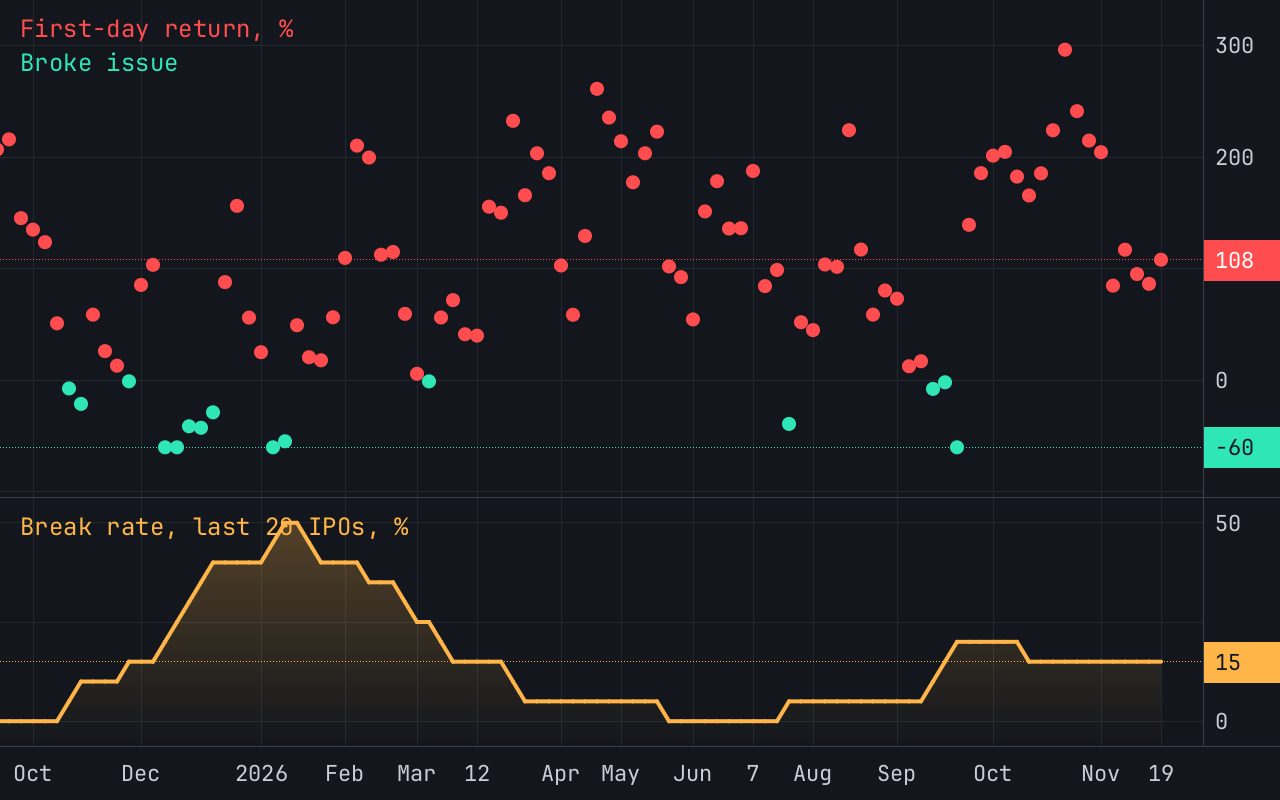 First-day return, %
Broke issue
300
200
108
0
-60
Break rate, last 20 IPOs, %
50
15
0
Oct Dec 2026 Feb Mar 12 Apr May Jun 7 Aug Sep Oct Nov 19